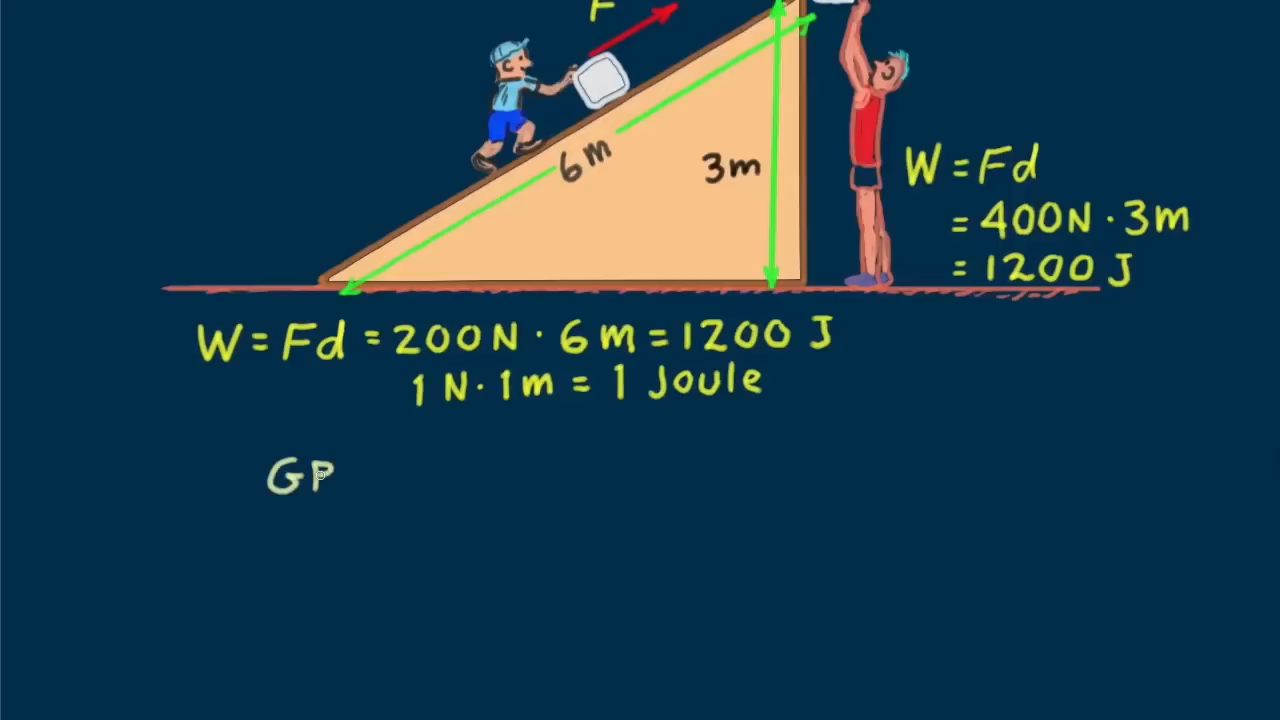 F
6m
3m
W = Fd
= 400N · 3m
= 1200 J
W = Fd = 200N · 6m = 1200 J
1 N · 1m = 1 Joule
GP